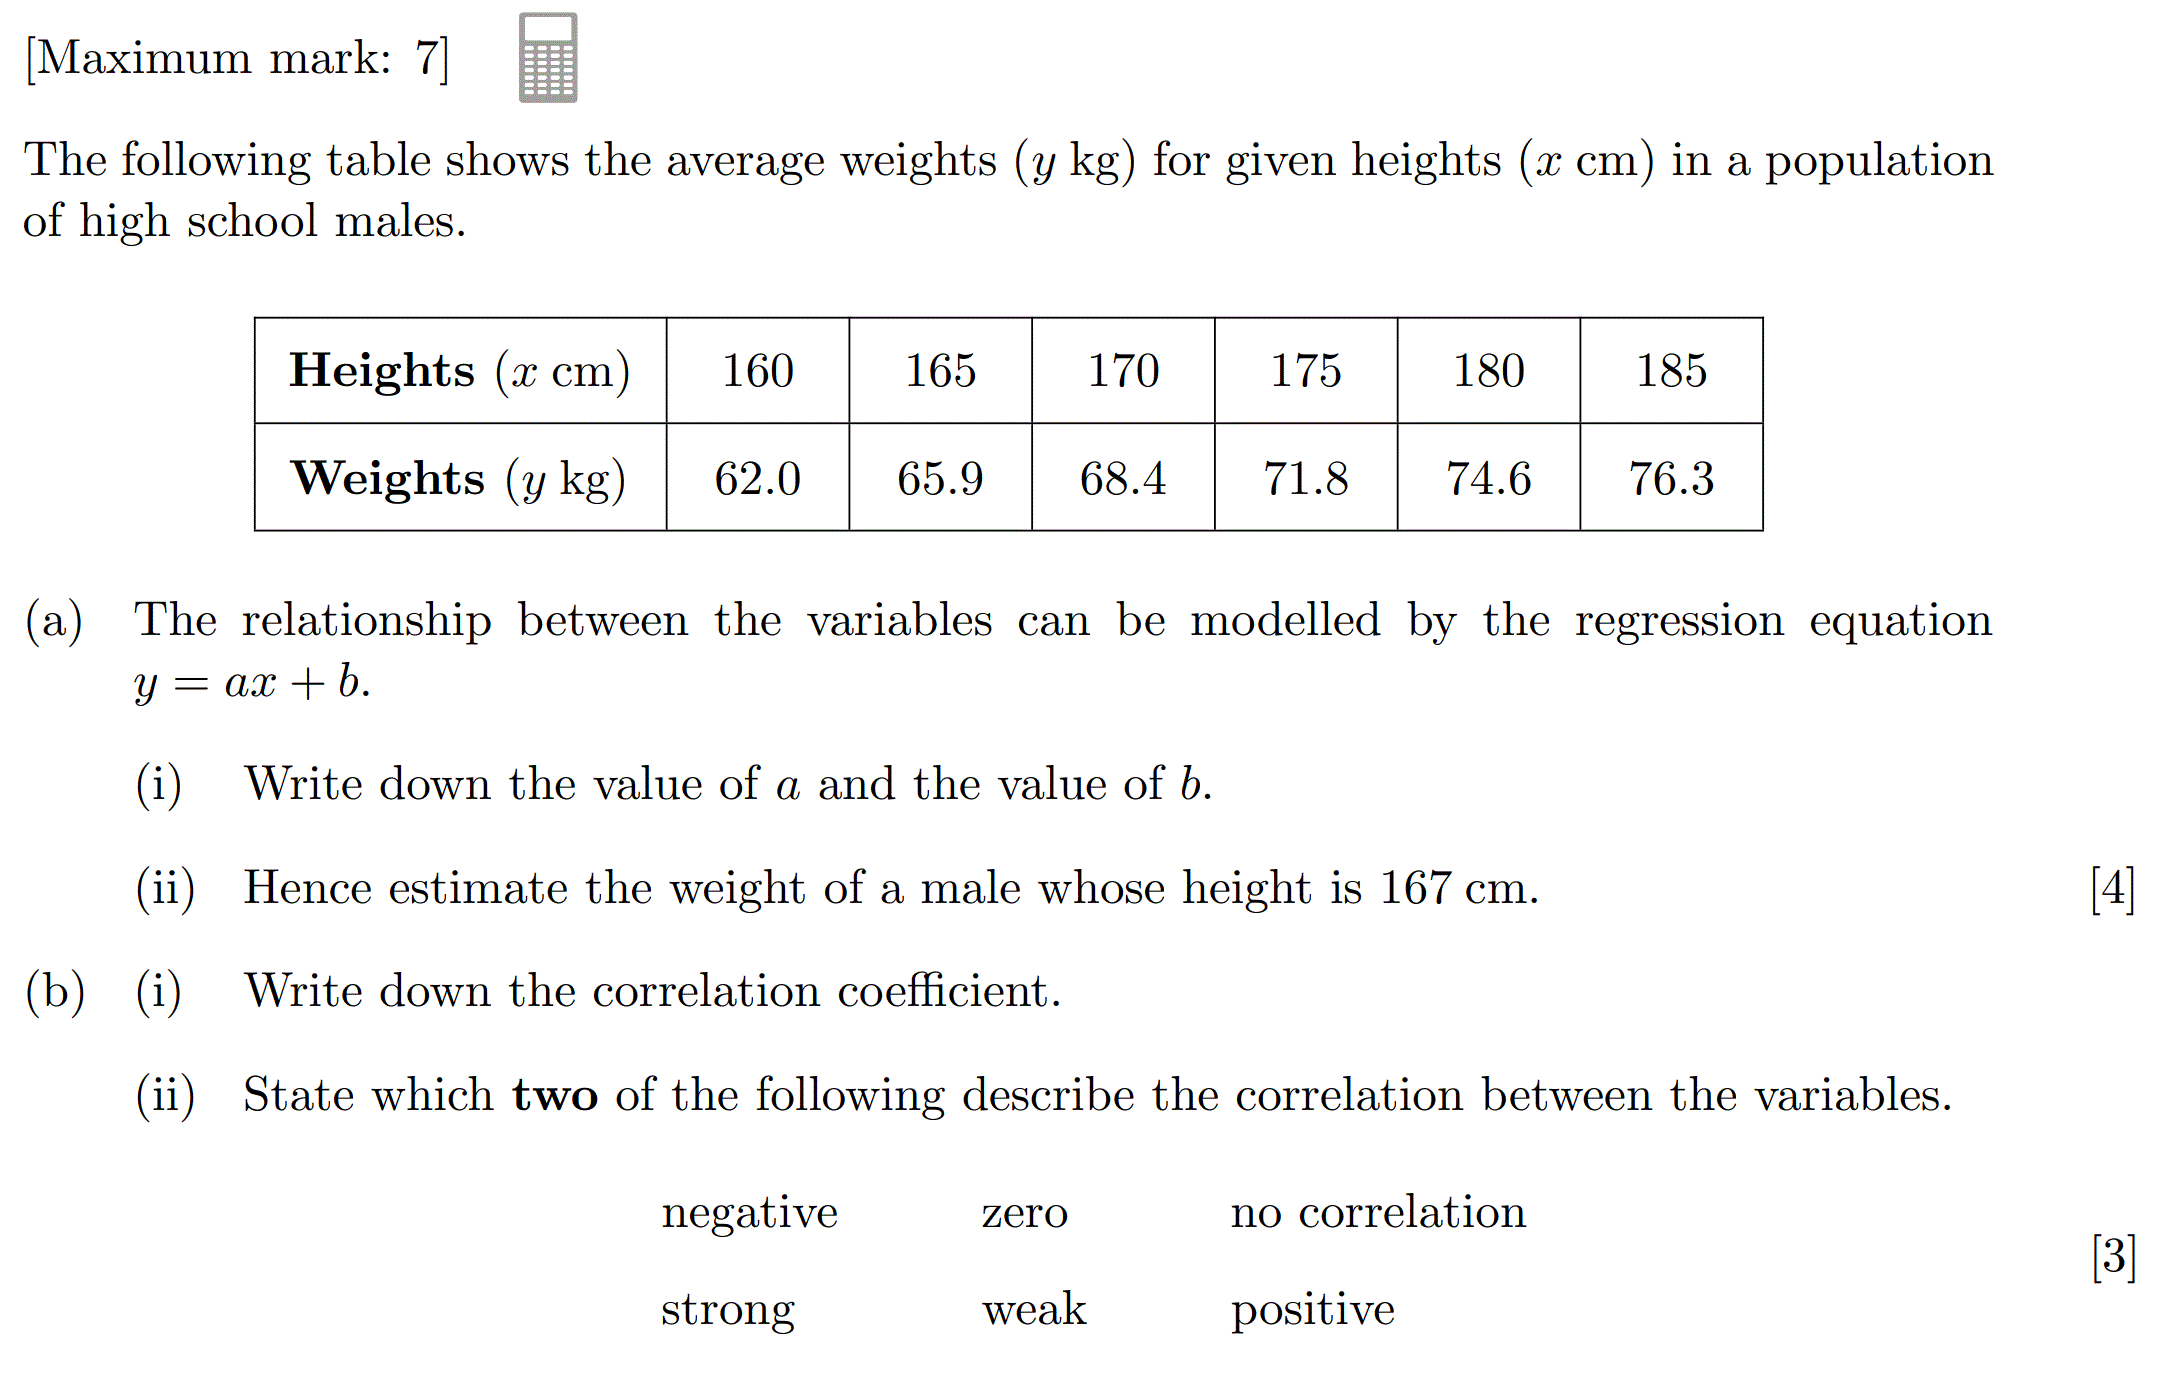 [Maximum mark: 7]
The following table shows the average weights (y kg) for given heights (x cm) in a population
of high school males.
Heights (x cm) 160 165 170 175 180 185
Weights (y kg) 62.0 65.9 68.4 71.8 74.6 76.3
(a) The relationship between the variables can be modelled by the regression equation
y = ax + b.
(i) Write down the value of a and the value of b.
(ii) Hence estimate the weight of a male whose height is 167 cm. [4]
(b) (i) Write down the correlation coefficient.
(ii) State which two of the following describe the correlation between the variables.
negative zero no correlation
[3]
strong weak positive